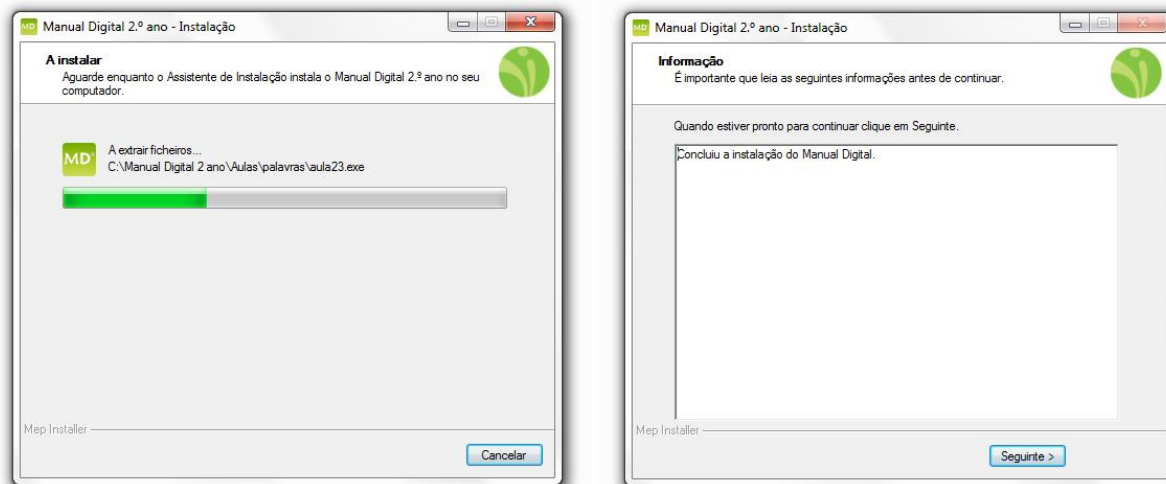 MD Manual Digital 2.º ano - Instalação
A instalar
Aguarde enquanto o Assistente de Instalação instala o Manual Digital 2.º ano no seu
computador.
MD
A extrair ficheiros...
C:\Manual Digital 2 ano\Aulas\palavras\aula23.exe
Mep Installer
Cancelar
MD Manual Digital 2.º ano - Instalação
Informação
É importante que leia as seguintes informações antes de continuar.
Quando estiver pronto para continuar clique em Seguinte.
Concluiu a instalação do Manual Digital.
Mep Installer
Seguinte >